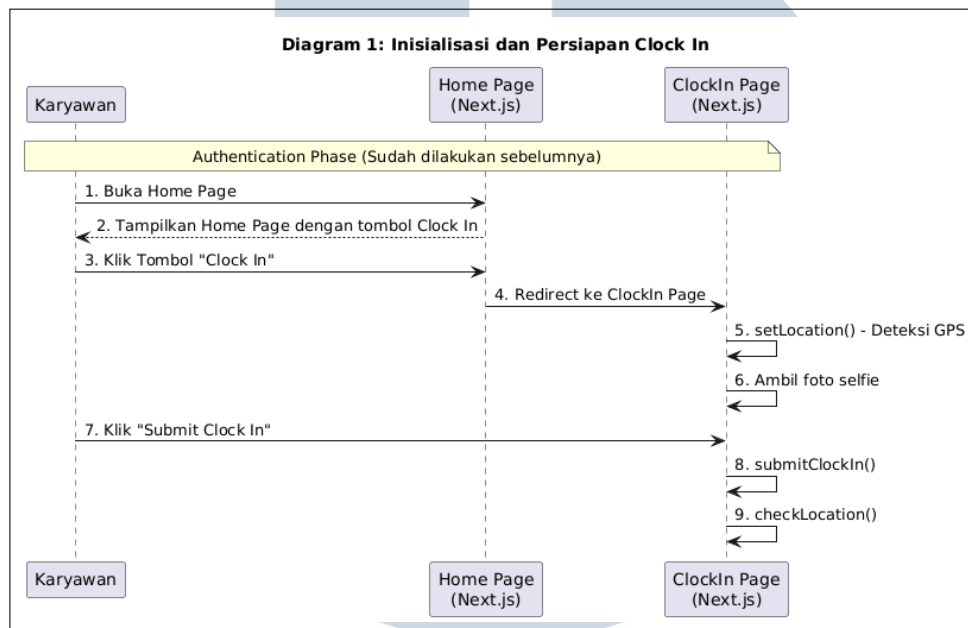 Diagram 1: Inisialisasi dan Persiapan Clock In
Karyawan
Home Page
(Next.js)
ClockIn Page
(Next.js)
Authentication Phase (Sudah dilakukan sebelumnya)
1. Buka Home Page
2. Tampilkan Home Page dengan tombol Clock In
3. Klik Tombol "Clock In"
4. Redirect ke ClockIn Page
5. setLocation() - Deteksi GPS
6. Ambil foto selfie
7. Klik "Submit Clock In"
8. submitClockIn()
9. checkLocation()
Karyawan
Home Page
(Next.js)
ClockIn Page
(Next.js)